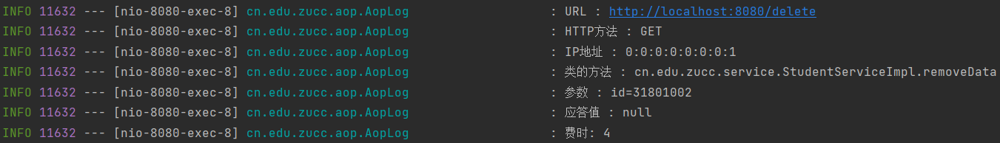 INFO 11632 --- [nio-8080-exec-8] cn.edu.zucc.aop.AopLog : URL : http://localhost:8080/delete
INFO 11632 --- [nio-8080-exec-8] cn.edu.zucc.aop.AopLog : HTTP方法 : GET
INFO 11632 --- [nio-8080-exec-8] cn.edu.zucc.aop.AopLog : IP地址 : 0:0:0:0:0:0:0:1
INFO 11632 --- [nio-8080-exec-8] cn.edu.zucc.aop.AopLog : 类的方法 : cn.edu.zucc.service.StudentServiceImpl.removeData
INFO 11632 --- [nio-8080-exec-8] cn.edu.zucc.aop.AopLog : 参数 : id=31801002
INFO 11632 --- [nio-8080-exec-8] cn.edu.zucc.aop.AopLog : 应答值 : null
INFO 11632 --- [nio-8080-exec-8] cn.edu.zucc.aop.AopLog : 费时: 4